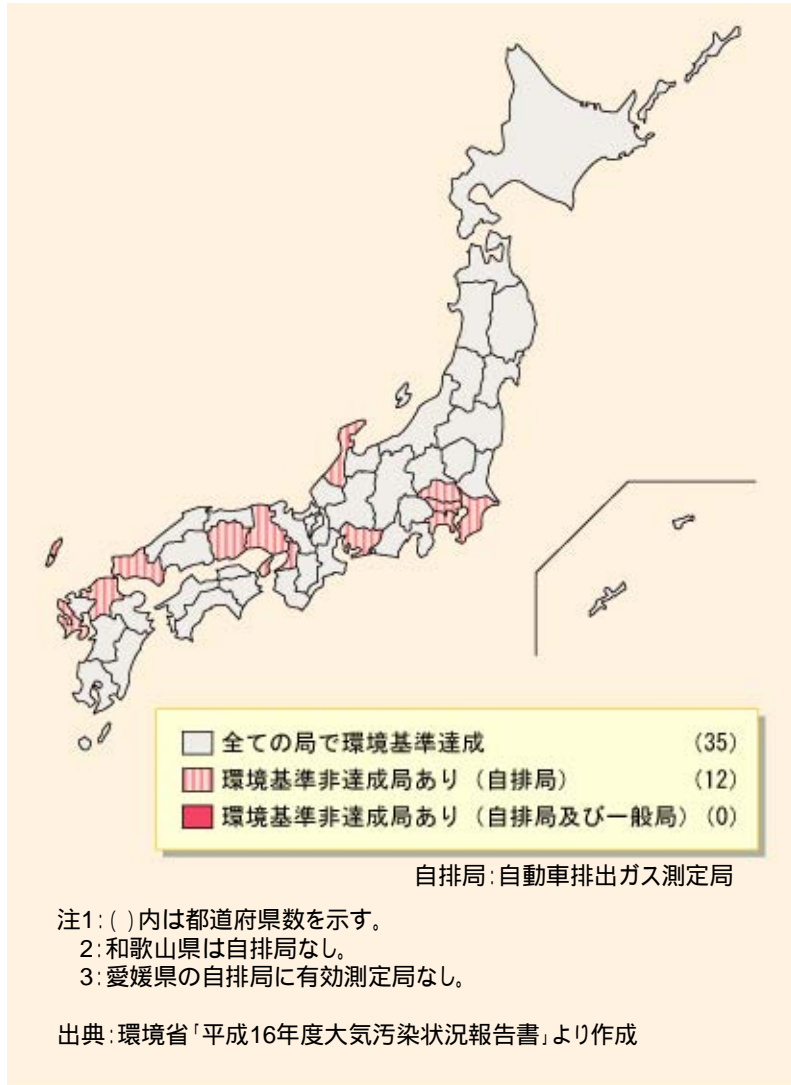 全ての局で環境基準達成 (35)
環境基準非達成局あり（自排局） (12)
環境基準非達成局あり（自排局及び一般局）(0)
自排局:自動車排出ガス測定局
注1:( )内は都道府県数を示す。
2:和歌山県は自排局なし。
3:愛媛県の自排局に有効測定局なし。
出典:環境省「平成16年度大気汚染状況報告書」より作成